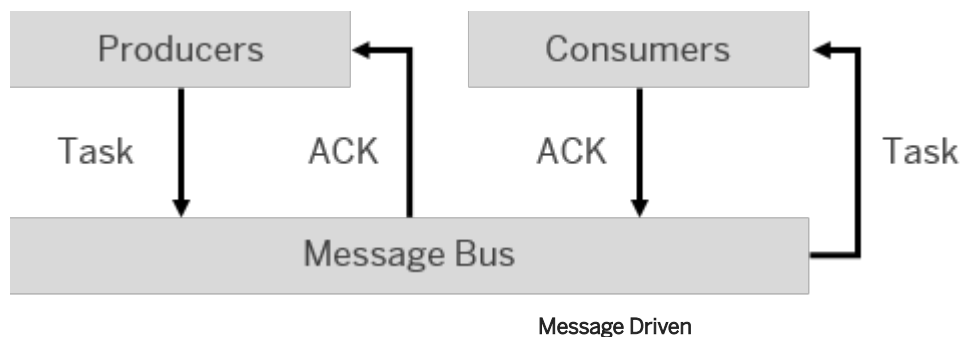 Producers
Consumers
Task
ACK
ACK
Task
Message Bus
Message Driven